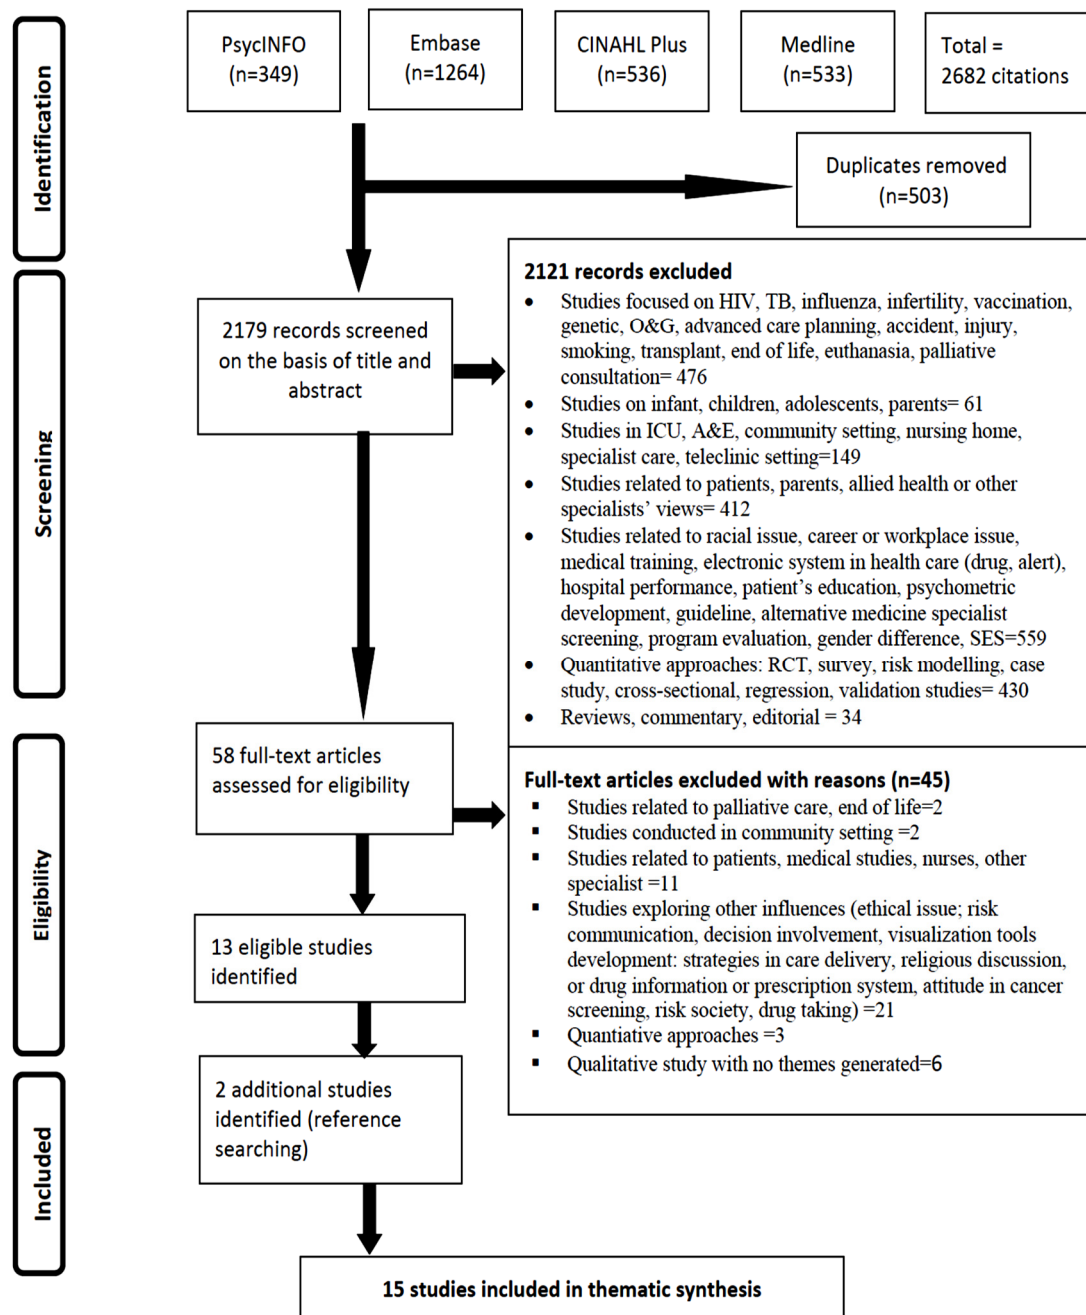 Identification
PsycINFO
(n=349)
Embase
(n=1264)
CINAHL Plus
(n=536)
Medline
(n=533)
Total =
2682 citations
Duplicates removed
(n=503)
Screening
2179 records screened
on the basis of title and
abstract
2121 records excluded
• Studies focused on HIV, TB, influenza, infertility, vaccination,
genetic, O&G, advanced care planning, accident, injury,
smoking, transplant, end of life, euthanasia, palliative
consultation= 476
• Studies on infant, children, adolescents, parents= 61
• Studies in ICU, A&E, community setting, nursing home,
specialist care, teleclinic setting=149
• Studies related to patients, parents, allied health or other
specialists’ views= 412
• Studies related to racial issue, career or workplace issue,
medical training, electronic system in health care (drug, alert),
hospital performance, patient’s education, psychometric
development, guideline, alternative medicine specialist
screening, program evaluation, gender difference, SES=559
• Quantitative approaches: RCT, survey, risk modelling, case
study, cross-sectional, regression, validation studies= 430
• Reviews, commentary, editorial = 34
Eligibility
58 full-text articles
assessed for eligibility
Full-text articles excluded with reasons (n=45)
▪ Studies related to palliative care, end of life=2
▪ Studies conducted in community setting =2
▪ Studies related to patients, medical studies, nurses, other
specialist =11
▪ Studies exploring other influences (ethical issue; risk
communication, decision involvement, visualization tools
development: strategies in care delivery, religious discussion,
or drug information or prescription system, attitude in cancer
screening, risk society, drug taking) =21
▪ Quantiative approaches =3
▪ Qualitative study with no themes generated=6
13 eligible studies
identified
Included
2 additional studies
identified (reference
searching)
15 studies included in thematic synthesis